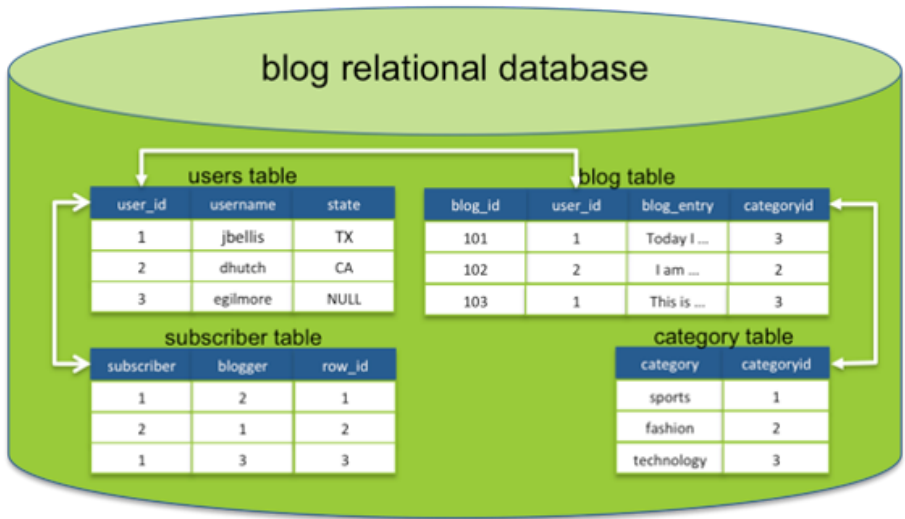 blog relational database
users table
user_id username state
1 jbellis TX
2 dhutch CA
3 egilmore NULL
blog table
blog_id user_id blog_entry categoryid
101 1 Today I ...
3
102 2 I am ... 2
103 1 This is ... 3
subscriber table
subscriber blogger row_id
1 2 1
2 1 2
1 3 3
category table
category categoryid
sports 1
fashion 2
technology 3